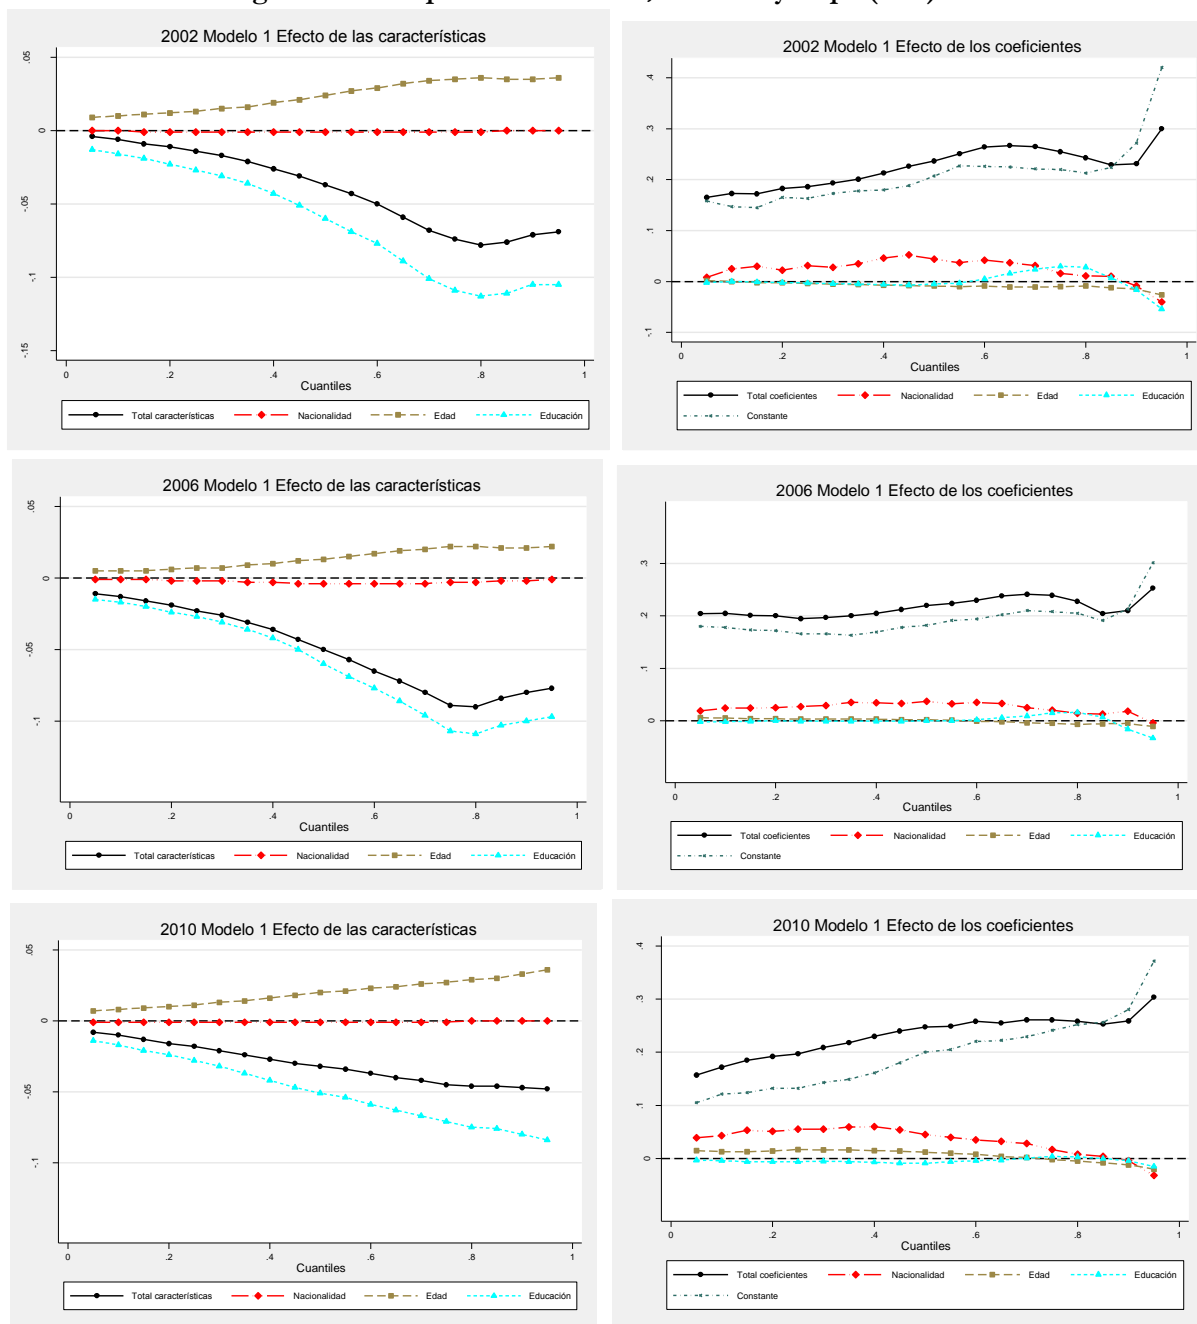 2002 Modelo 1 Efecto de las características
.05
0
-.05
-.1
-.15
0 .2 .4 .6 .8 1
Cuantiles
Total características Nacionalidad Edad Educación
2002 Modelo 1 Efecto de los coeficientes
.4
.3
.2
.1
0
-.1
0 .2 .4 .6 .8 1
Cuantiles
Total coeficientes Nacionalidad Edad Educación
Constante
2006 Modelo 1 Efecto de las características
.05
0
-.05
-.1
0 .2 .4 .6 .8 1
Cuantiles
Total características Nacionalidad Edad Educación
2006 Modelo 1 Efecto de los coeficientes
.3
.2
.1
0
0 .2 .4 .6 .8 1
Cuantiles
Total coeficientes Nacionalidad Edad Educación
Constante
2010 Modelo 1 Efecto de las características
.05
0
-.05
-.1
0 .2 .4 .6 .8 1
Cuantiles
Total características Nacionalidad Edad Educación
2010 Modelo 1 Efecto de los coeficientes
.4
.3
.2
.1
0
0 .2 .4 .6 .8 1
Cuantiles
Total coeficientes Nacionalidad Edad Educación
Constante